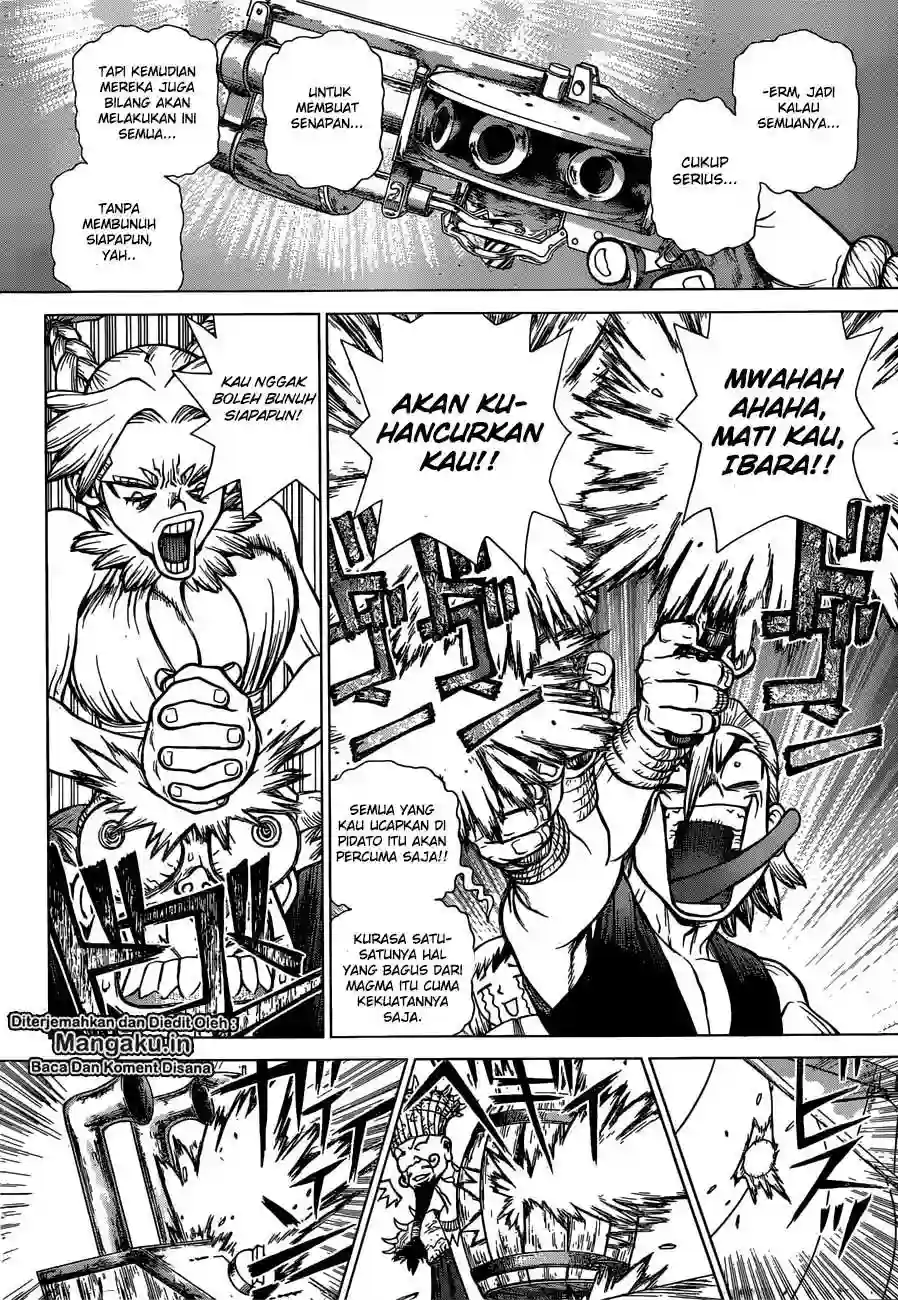 -ERM, JADI
KALAU
SEMUANYA...
CUKUP
SERIUS...
UNTUK
MEMBUAT
SENAPAN...
TAPI KEMUDIAN
MEREKA JUGA
BILANG AKAN
MELAKUKAN INI
SEMUA...
TANPA
MEMBUNUH
SIAPAPUN,
YAH..
MWAHAH
AHAHA,
MATI KAU,
IBARA!!
AKAN KU-
HANCURKAN
KAU!!
SEMUA YANG
KAU UCAPKAN DI
PIDATO ITU AKAN
PERCUMA SAJA!!
KURASA SATU-
SATUNYA HAL
YANG BAGUS DARI
MAGMA ITU CUMA
KEKUATANNYA
SAJA.
KAU NGGAK
BOLEH BUNUH
SIAPAPUN!
Diterjemahkan dan Diedit Oleh :
Mangaku.in
Baca Dan Koment Disana